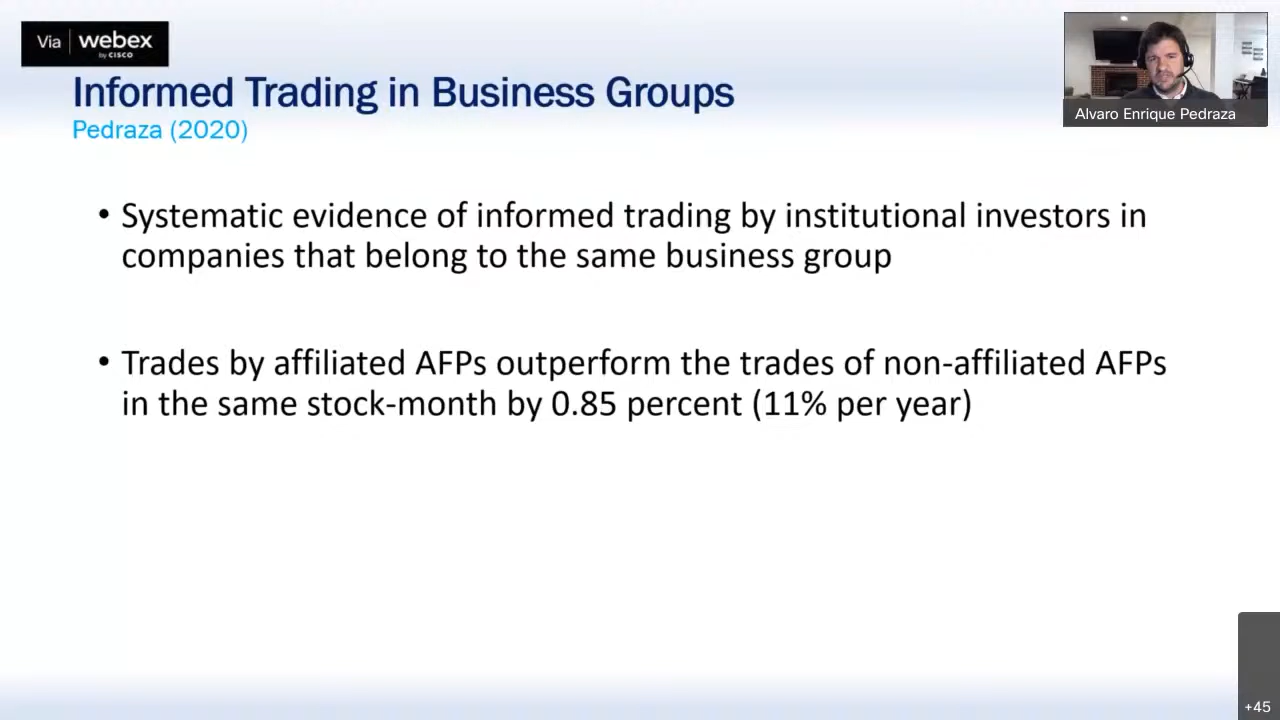 Via webex
by CISCO
Informed Trading in Business Groups
Pedraza (2020)
Alvaro Enrique Pedraza
• Systematic evidence of informed trading by institutional investors in
companies that belong to the same business group
• Trades by affiliated AFPs outperform the trades of non-affiliated AFPs
in the same stock-month by 0.85 percent (11% per year)
+45